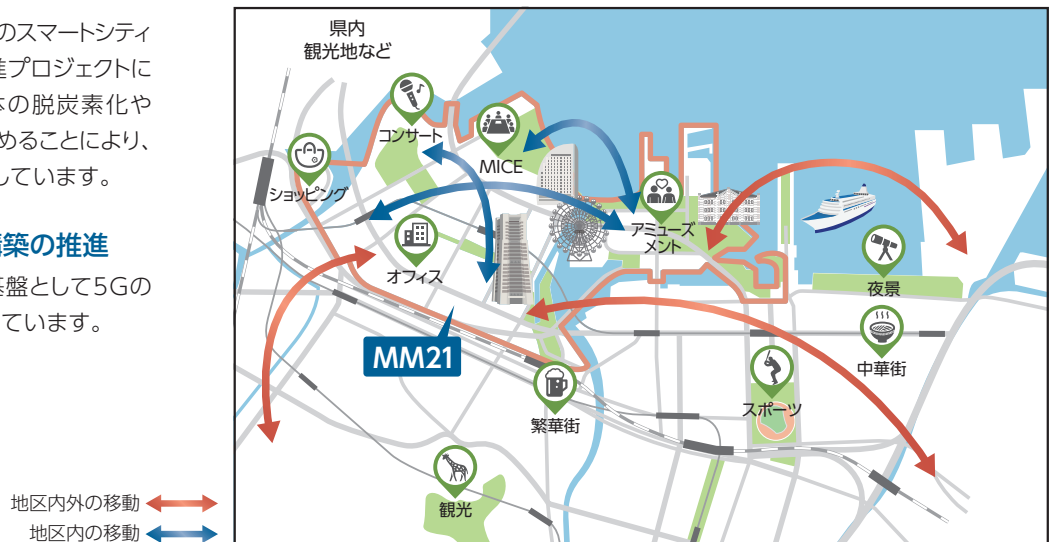 のスマートシティ
進プロジェクトに
体の脱炭素化や
めることにより、
しています。
築の推進
基盤として5Gの
ています。
県内
観光地など
コンサート
MICE
ショッピング
アミューズ
メント
オフィス
夜景
MM21
中華街
スポーツ
繁華街
観光
地区内外の移動
地区内の移動